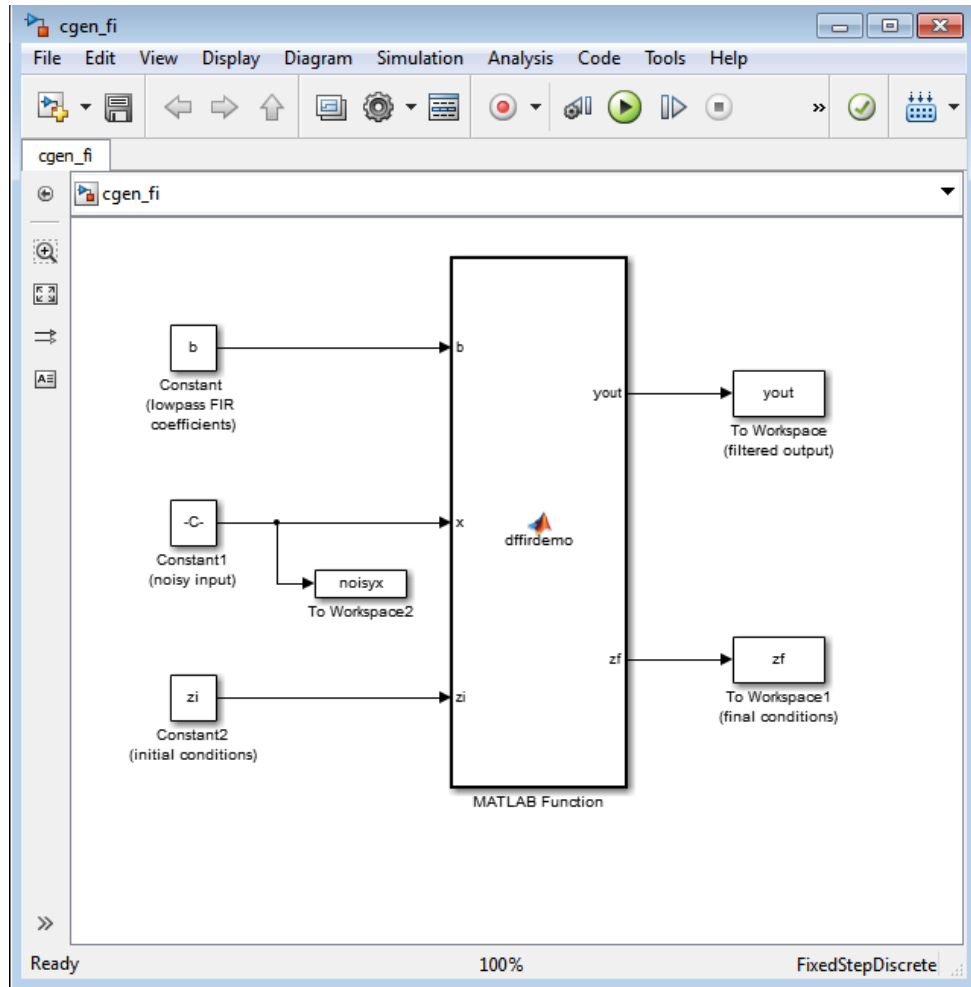 cgen_fi
File Edit View Display Diagram Simulation Analysis Code Tools Help
cgen_fi
cgen_fi
b
Constant
(lowpass FIR
coefficients)
b
yout
yout
To Workspace
(filtered output)
-C-
Constant1
(noisy input)
x
dffirdemo
noisyx
To Workspace2
zi
Constant2
(initial conditions)
zi
zf
zf
To Workspace1
(final conditions)
MATLAB Function
Ready 100% FixedStepDiscrete